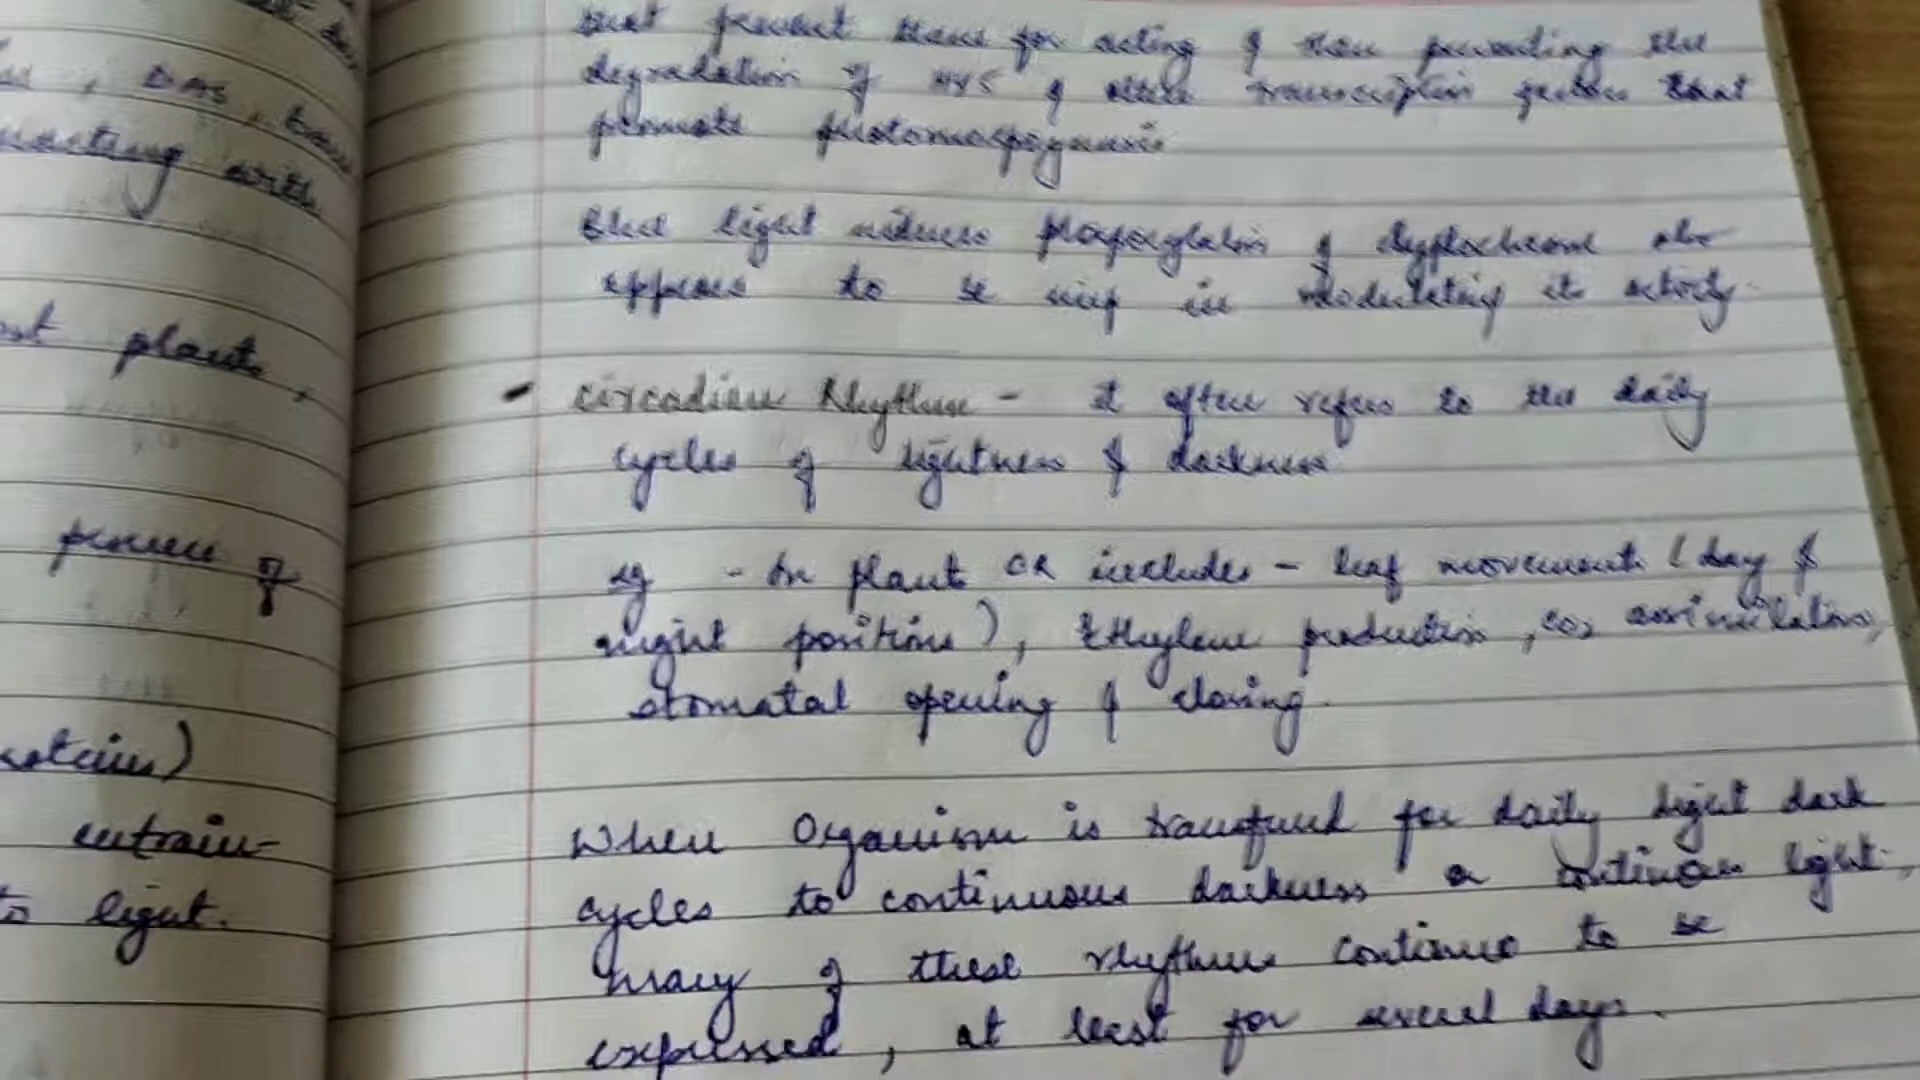 , DAS,
with
plants,
process of
to light.
that prevent them for acting & then preventing the
degradation of HY5 & other transcription factors that
promote photomorphogenesis
Blue light induces of cryptochrome also
appears to be imp in modulating its activity.
- circadian Rhythm - it often refers to the daily
cycles of lightness & darkness
eg - In plants CR includes - leaf movements (day &
night positions), Ethylene production, CO2 assimilation,
stomatal opening & closing.
When Organism is transferred for daily light dark
cycles to continuous darkness or continuous light,
many of these rhythms continues to be
expressed, at least for several days.